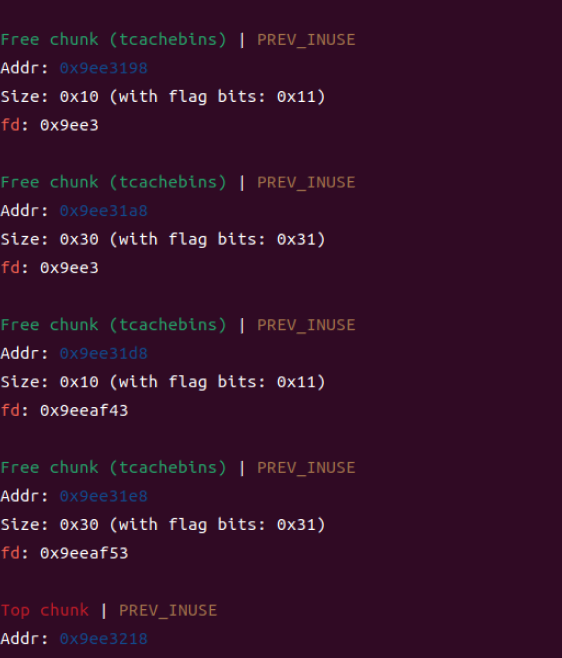 Free chunk (tcachebins) | PREV_INUSE
Addr: 0x9ee3198
Size: 0x10 (with flag bits: 0x11)
fd: 0x9ee3
Free chunk (tcachebins) | PREV_INUSE
Addr: 0x9ee31a8
Size: 0x30 (with flag bits: 0x31)
fd: 0x9ee3
Free chunk (tcachebins) | PREV_INUSE
Addr: 0x9ee31d8
Size: 0x10 (with flag bits: 0x11)
fd: 0x9eeaf43
Free chunk (tcachebins) | PREV_INUSE
Addr: 0x9ee31e8
Size: 0x30 (with flag bits: 0x31)
fd: 0x9eeaf53
Top chunk | PREV_INUSE
Addr: 0x9ee3218